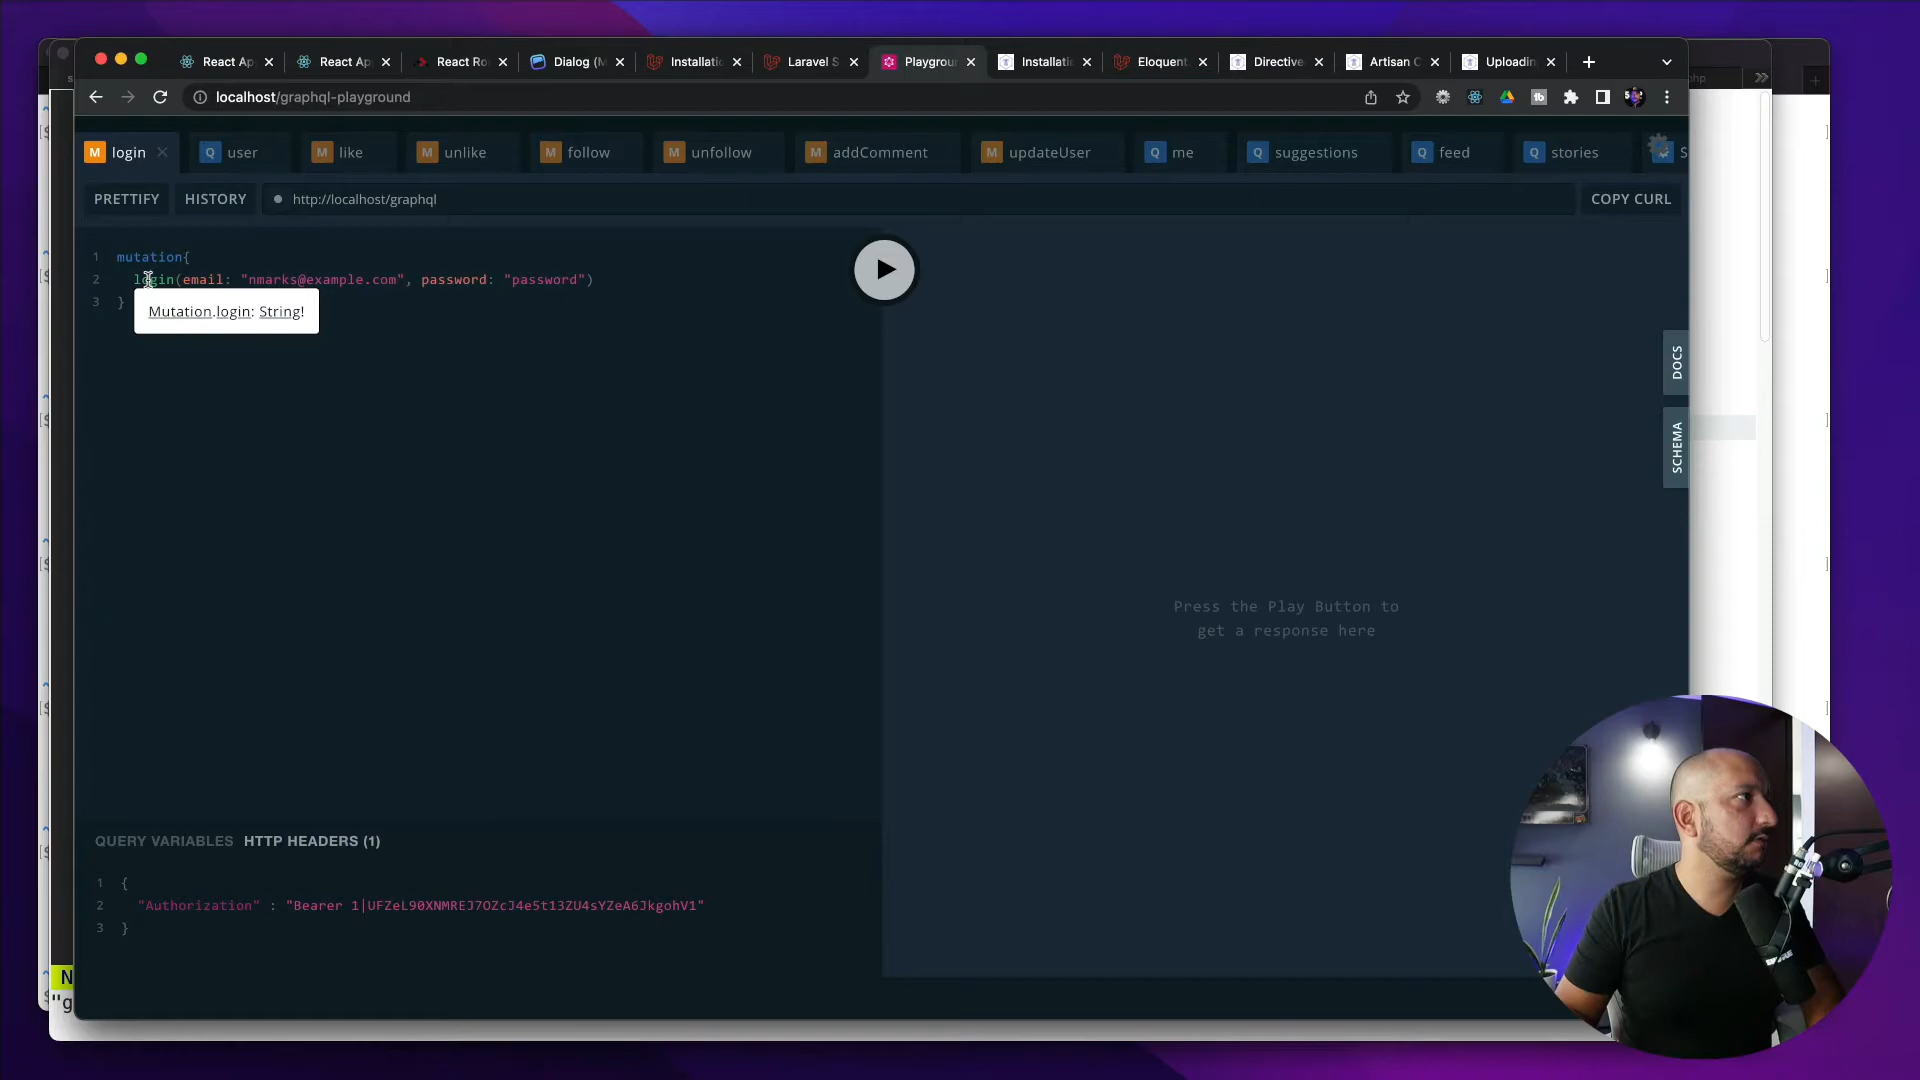 React Ap
React Ap
React Ro
Dialog (M
Installatio
Laravel S
Playgroun
Installatio
Eloquent
Directive
Artisan C
Uploading
php
localhost/graphql-playground
M login
Q user
M like
M unlike
M follow
M unfollow
M addComment
M updateUser
Q me
Q suggestions
Q feed
Q stories
S
PRETTIFY
HISTORY
http://localhost/graphql
COPY CURL
1 mutation{
2 login(email: "nmarks@example.com", password: "password")
3 }
Mutation.login: String!
DOCS
SCHEMA
Press the Play Button to
get a response here
QUERY VARIABLES HTTP HEADERS (1)
1 {
2 "Authorization" : "Bearer 1|UFZeL90XNMREJ7OZcJ4e5t13ZU4sYZeA6JkgohV1"
3 }
N
"g